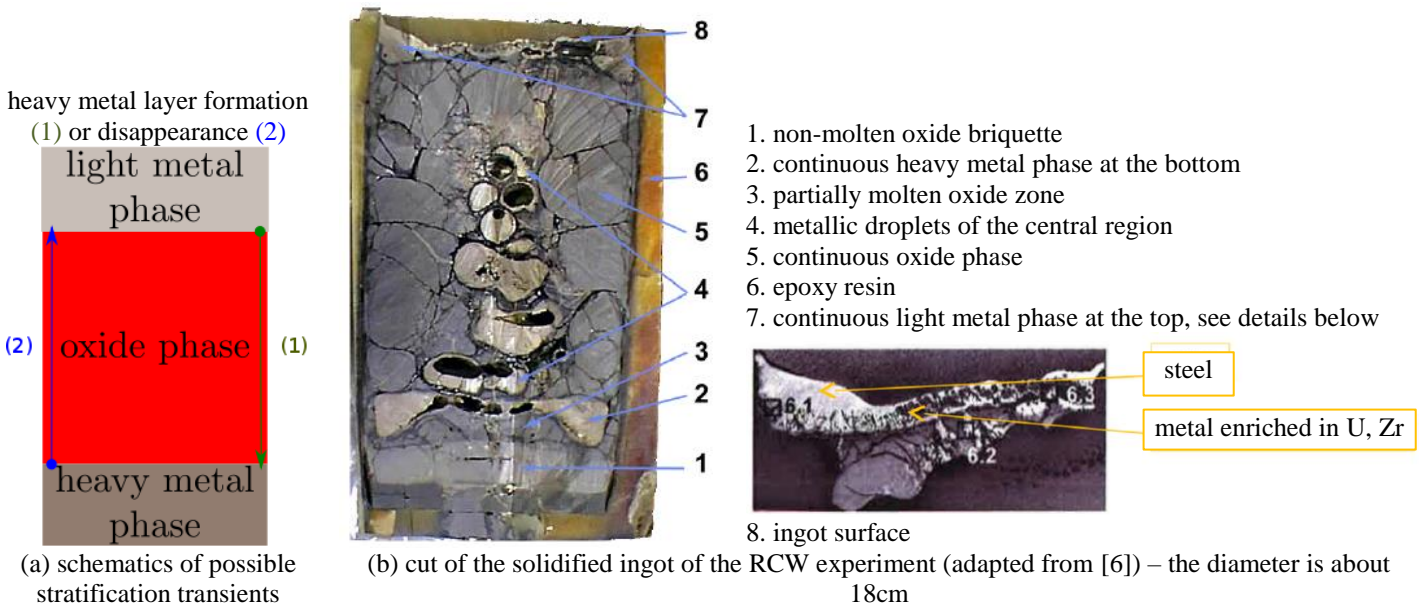 heavy metal layer formation
(1) or disappearance (2)
light metal
phase
(2)
oxide phase
(1)
heavy metal
phase
(a) schematics of possible
stratification transients
8
7
6
5
4
3
2
1
1. non-molten oxide briquette
2. continuous heavy metal phase at the bottom
3. partially molten oxide zone
4. metallic droplets of the central region
5. continuous oxide phase
6. epoxy resin
7. continuous light metal phase at the top, see details below
steel
6.1
6.3
metal enriched in U, Zr
6.2
8. ingot surface
(b) cut of the solidified ingot of the RCW experiment (adapted from [6]) – the diameter is about
18cm